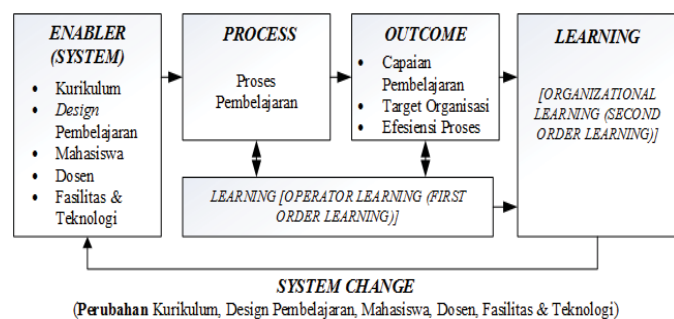 ENABLER
(SYSTEM)
• Kurikulum
• Design
Pembelajaran
• Mahasiswa
• Dosen
• Fasilitas &
Teknologi
PROCESS
Proses
Pembelajaran
OUTCOME
• Capaian
Pembelajaran
• Target Organisasi
• Efesiensi Proses
LEARNING
[ORGANIZATIONAL
LEARNING (SECOND
ORDER LEARNING)]
LEARNING [OPERATOR LEARNING (FIRST
ORDER LEARNING)]
SYSTEM CHANGE
(Perubahan Kurikulum, Design Pembelajaran, Mahasiswa, Dosen, Fasilitas & Teknologi)